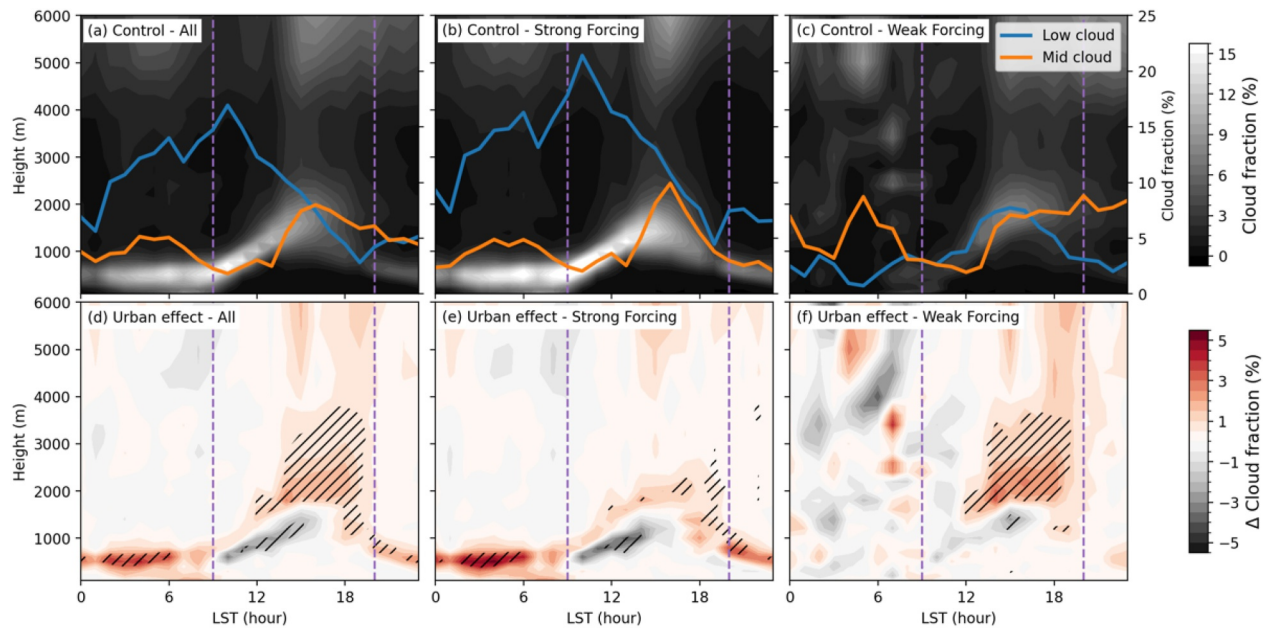 (a) Control - All
(b) Control - Strong Forcing
(c) Control - Weak Forcing
Low cloud
Mid cloud
6000
5000
4000
3000
2000
1000
Height (m)
25
20
15
10
5
0
Cloud fraction (%)
15
12
9
6
3
0
Cloud fraction (%)
(d) Urban effect - All
(e) Urban effect - Strong Forcing
(f) Urban effect - Weak Forcing
6000
5000
4000
3000
2000
1000
Height (m)
0 6 12 18
0 6 12 18
0 6 12 18
LST (hour)
LST (hour)
LST (hour)
5
3
1
−1
−3
−5
Δ Cloud fraction (%)